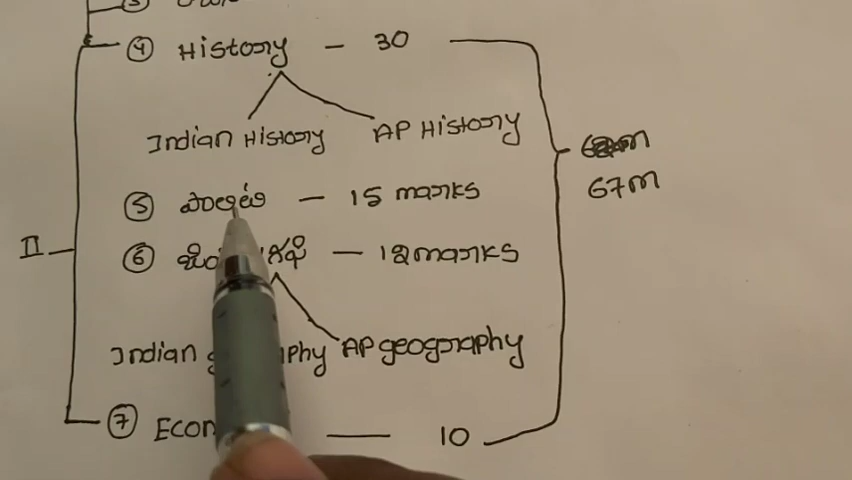 ④ History – 30
Indian History AP History
67m
⑤ పాలిటీ – 15 marks
⑥ – 12 marks
Indian AP geography
II
⑦ 10